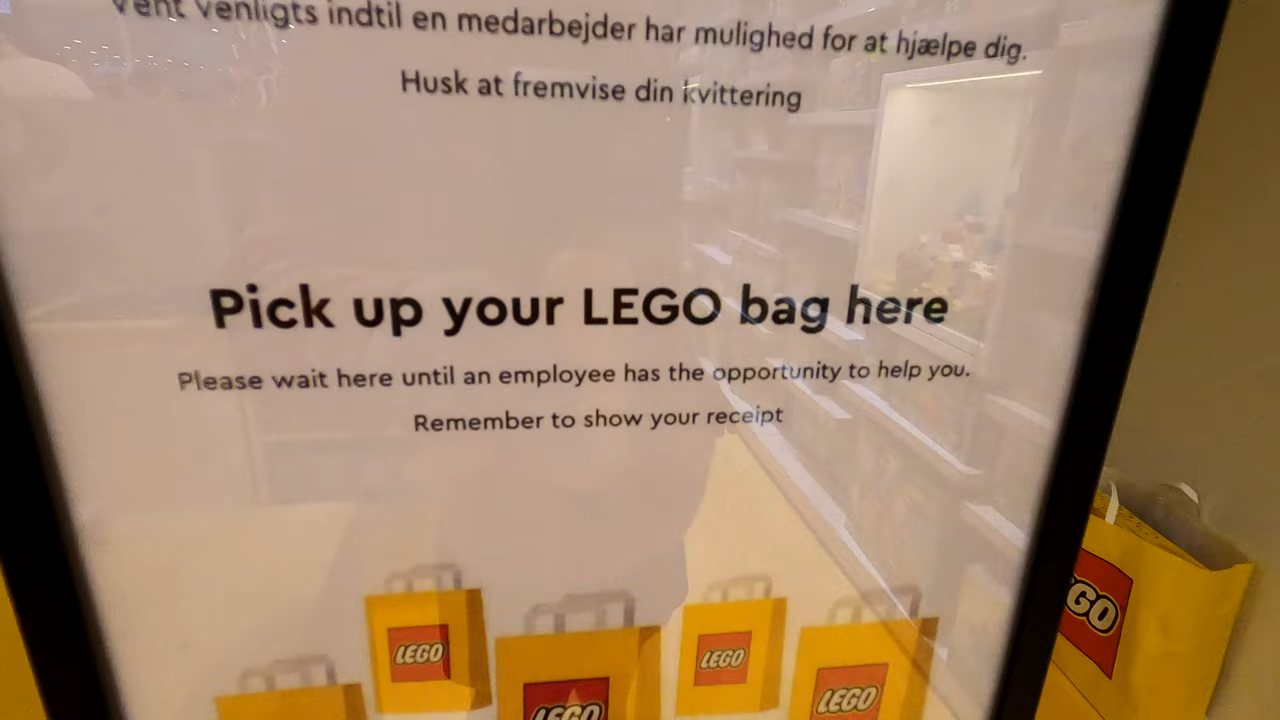 Vent venligts indtil en medarbejder har mulighed for at hjælpe dig.
Husk at fremvise din kvittering
Pick up your LEGO bag here
Please wait here until an employee has the opportunity to help you.
Remember to show your receipt
LEGO
LEGO
LEGO
LEGO